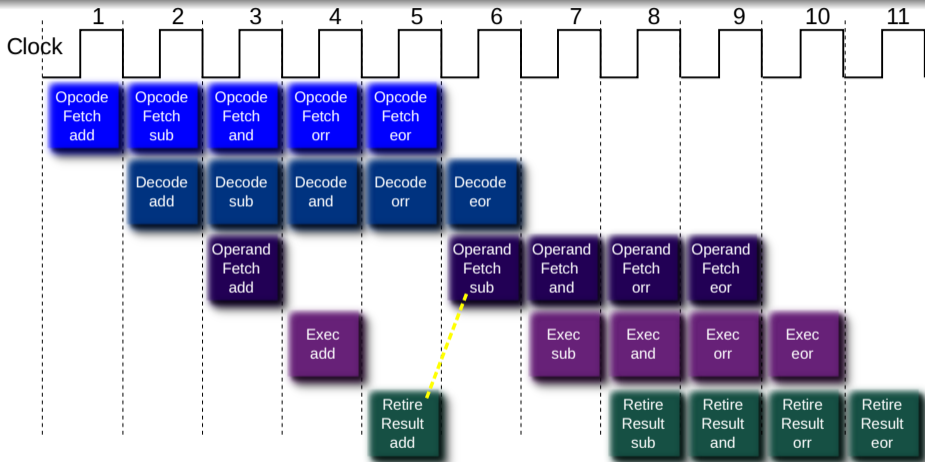 1 2 3 4 5 6 7 8 9 10 11
Clock
Opcode
Fetch
add
Opcode
Fetch
sub
Opcode
Fetch
and
Opcode
Fetch
orr
Opcode
Fetch
eor
Decode
add
Decode
sub
Decode
and
Decode
orr
Decode
eor
Operand
Fetch
add
Operand
Fetch
sub
Operand
Fetch
and
Operand
Fetch
orr
Operand
Fetch
eor
Exec
add
Exec
sub
Exec
and
Exec
orr
Exec
eor
Retire
Result
add
Retire
Result
sub
Retire
Result
and
Retire
Result
orr
Retire
Result
eor